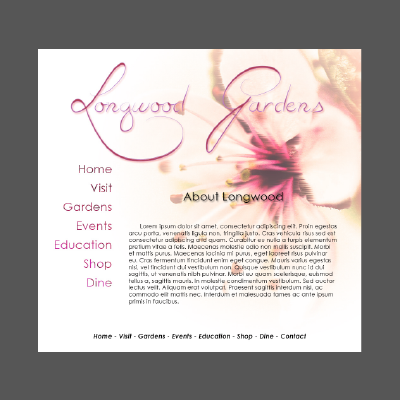 Longwood Gardens
Home
Visit
Gardens
Events
Education
Shop
Dine
About Longwood
Lorem ipsum dolor sit amet, consectetur adipiscing elit. Proin egestas
arcu porta, venenatis ligula non, fringilla justo. Cras vehicula risus sed est
consectetur adipiscing and quam. Curabitur eu nulla a turpis elementum
pretium vitae a felis. Maecenas molestie odio non mollis suscipit. Morbi
et mattis purus. Maecenas lacinia ex quam, eget laoreet risus pulvinar
et. Cras fermentum tincidunt enim eget congue. Mauris varius egestas
nisl, vel tincidunt dui vestibulum non. Quisque vestibulum nunc id dui
mattis, ut venenatis nibh pulvinar. Morbi eu quam scelerisque, euismod
tellus a, sagittis mauris. In molestie condimentum vestibulum. Sed auctor
lectus velit. Aliquam erat volutpat. Praesent sagittis interdum nisi, ac
commodo elit mattis nec. Interdum et malesuada fames ac ante ipsum
primis in faucibus.
Home - Visit - Gardens - Events - Education - Shop - Dine - Contact